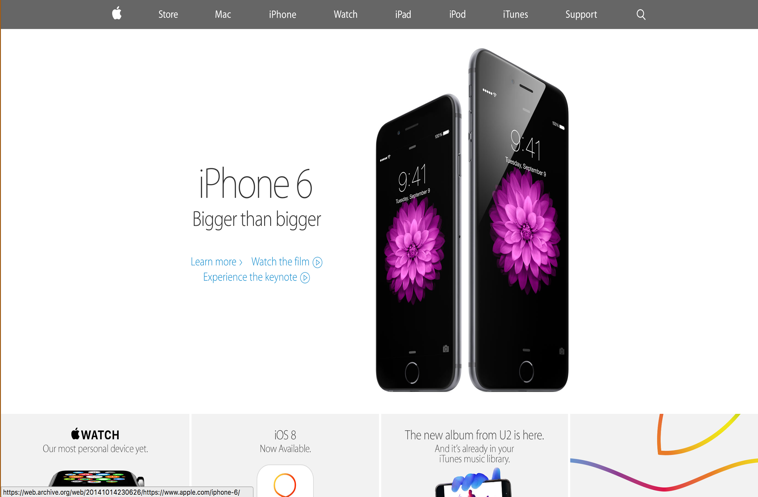 Store Mac iPhone Watch iPad iPod iTunes Support
iPhone 6
Bigger than bigger
Learn more › Watch the film
Experience the keynote
9:41
Tuesday, September 9
9:41
Tuesday, September 9
WATCH
Our most personal device yet.
iOS 8
Now Available.
The new album from U2 is here.
And it's already in your
iTunes music library.
https://web.archive.org/web/20141014230626/https://www.apple.com/iphone-6/